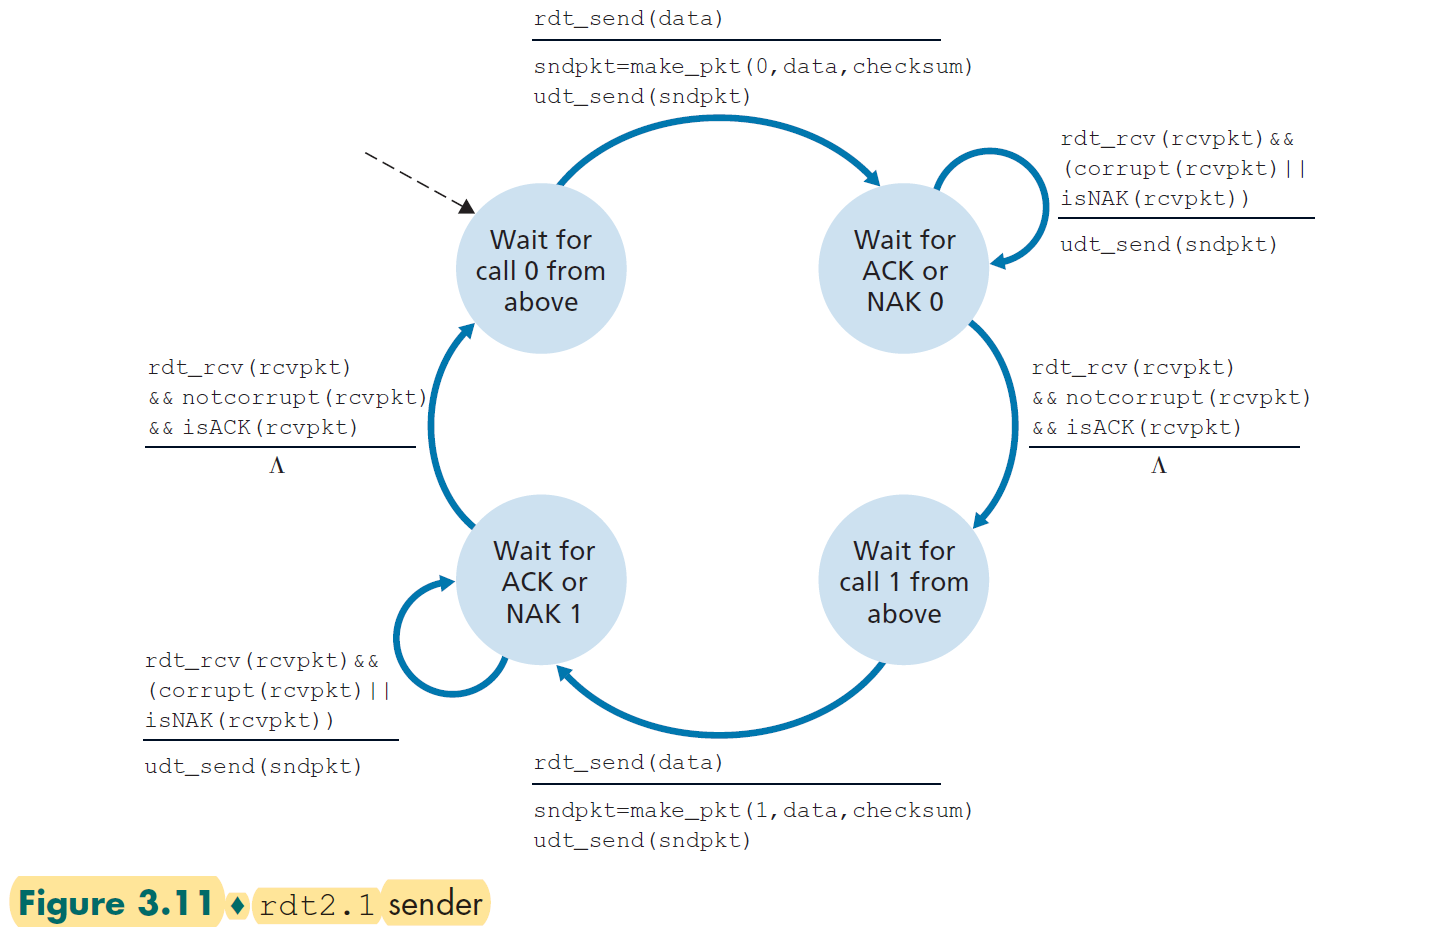 rdt_send(data)
sndpkt=make_pkt(0,data,checksum)
udt_send(sndpkt)
rdt_rcv(rcvpkt)&&
(corrupt(rcvpkt)||
isNAK(rcvpkt))
udt_send(sndpkt)
Wait for
call 0 from
above
Wait for
ACK or
NAK 0
rdt_rcv(rcvpkt)
&& notcorrupt(rcvpkt)
&& isACK(rcvpkt)
Λ
rdt_rcv(rcvpkt)
&& notcorrupt(rcvpkt)
&& isACK(rcvpkt)
Λ
Wait for
ACK or
NAK 1
Wait for
call 1 from
above
rdt_rcv(rcvpkt)&&
(corrupt(rcvpkt)||
isNAK(rcvpkt))
udt_send(sndpkt)
rdt_send(data)
sndpkt=make_pkt(1,data,checksum)
udt_send(sndpkt)
Figure 3.11 ♦ rdt2.1 sender